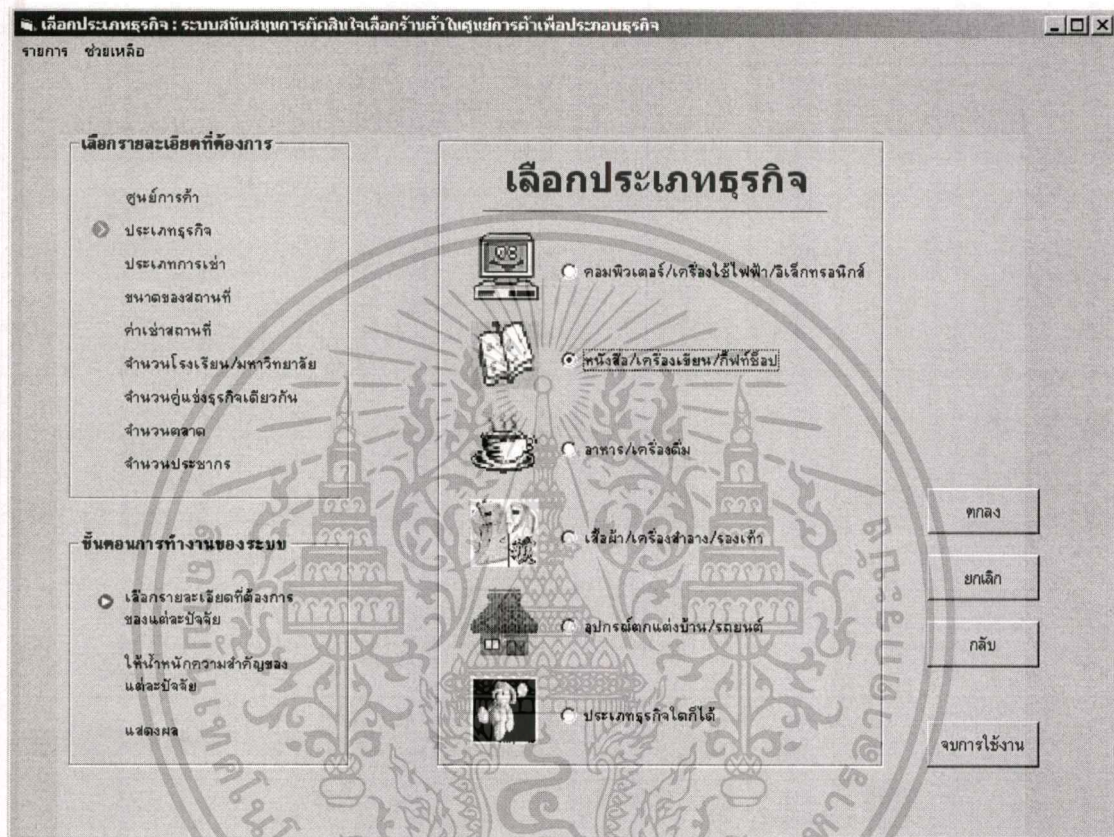 เลือกประเภทธุรกิจ : ระบบสนับสนุนการตัดสินใจเลือกร้านค้าในศูนย์การค้าเพื่อประกอบธุรกิจ
รายการ ช่วยเหลือ
เลือกรายละเอียดที่ต้องการ
ศูนย์การค้า
ประเภทธุรกิจ
ประเภทการเช่า
ขนาดของสถานที่
ค่าเช่าสถานที่
จำนวนโรงเรียน/มหาวิทยาลัย
จำนวนคู่แข่งธุรกิจเดียวกัน
จำนวนตลาด
จำนวนประชากร
ขั้นตอนการทำงานของระบบ
เลือกรายละเอียดที่ต้องการ
ของแต่ละปัจจัย
ให้น้ำหนักความสำคัญของ
แต่ละปัจจัย
แสดงผล
เลือกประเภทธุรกิจ
คอมพิวเตอร์/เครื่องใช้ไฟฟ้า/อิเล็กทรอนิกส์
หนังสือ/เครื่องเขียน/กิ๊ฟท์ช็อป
อาหาร/เครื่องดื่ม
เสื้อผ้า/เครื่องสำอาง/รองเท้า
อุปกรณ์ตกแต่งบ้าน/รถยนต์
ประเภทธุรกิจใดก็ได้
ตกลง
ยกเลิก
กลับ
จบการใช้งาน